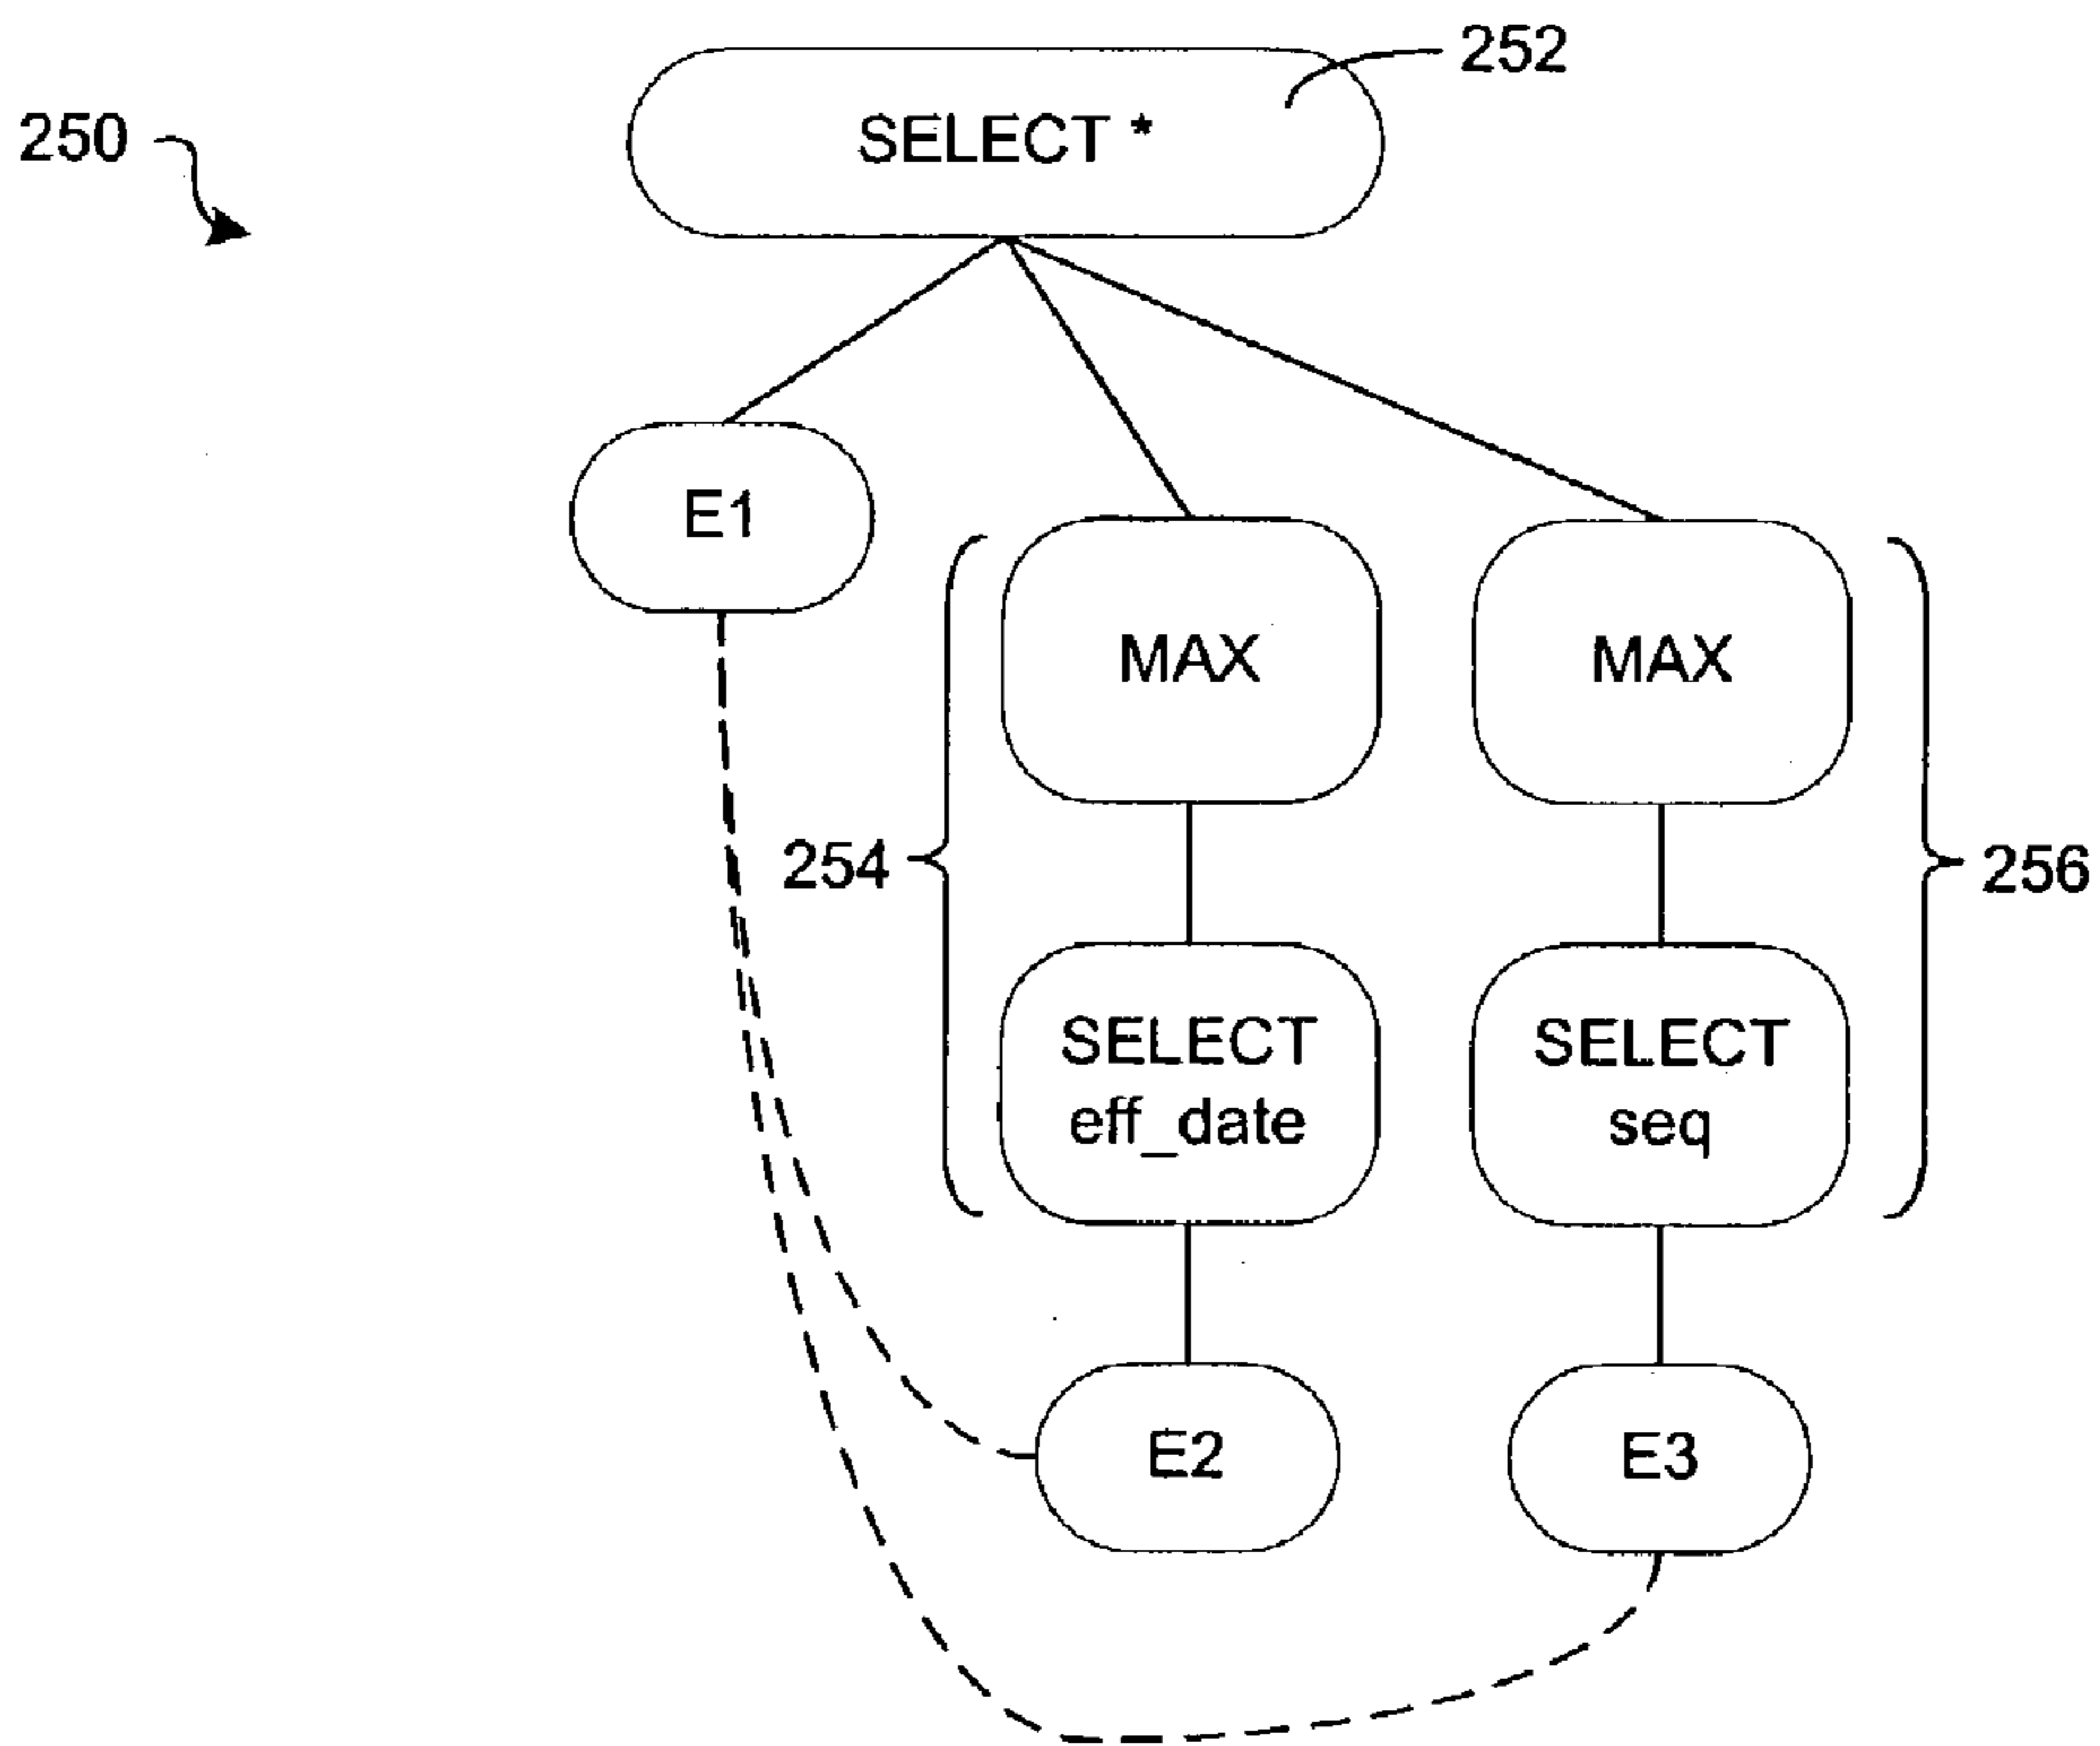 252
250
SELECT *
E1
MAX
MAX
254
256
SELECT
eff_date
SELECT
seq
E2
E3